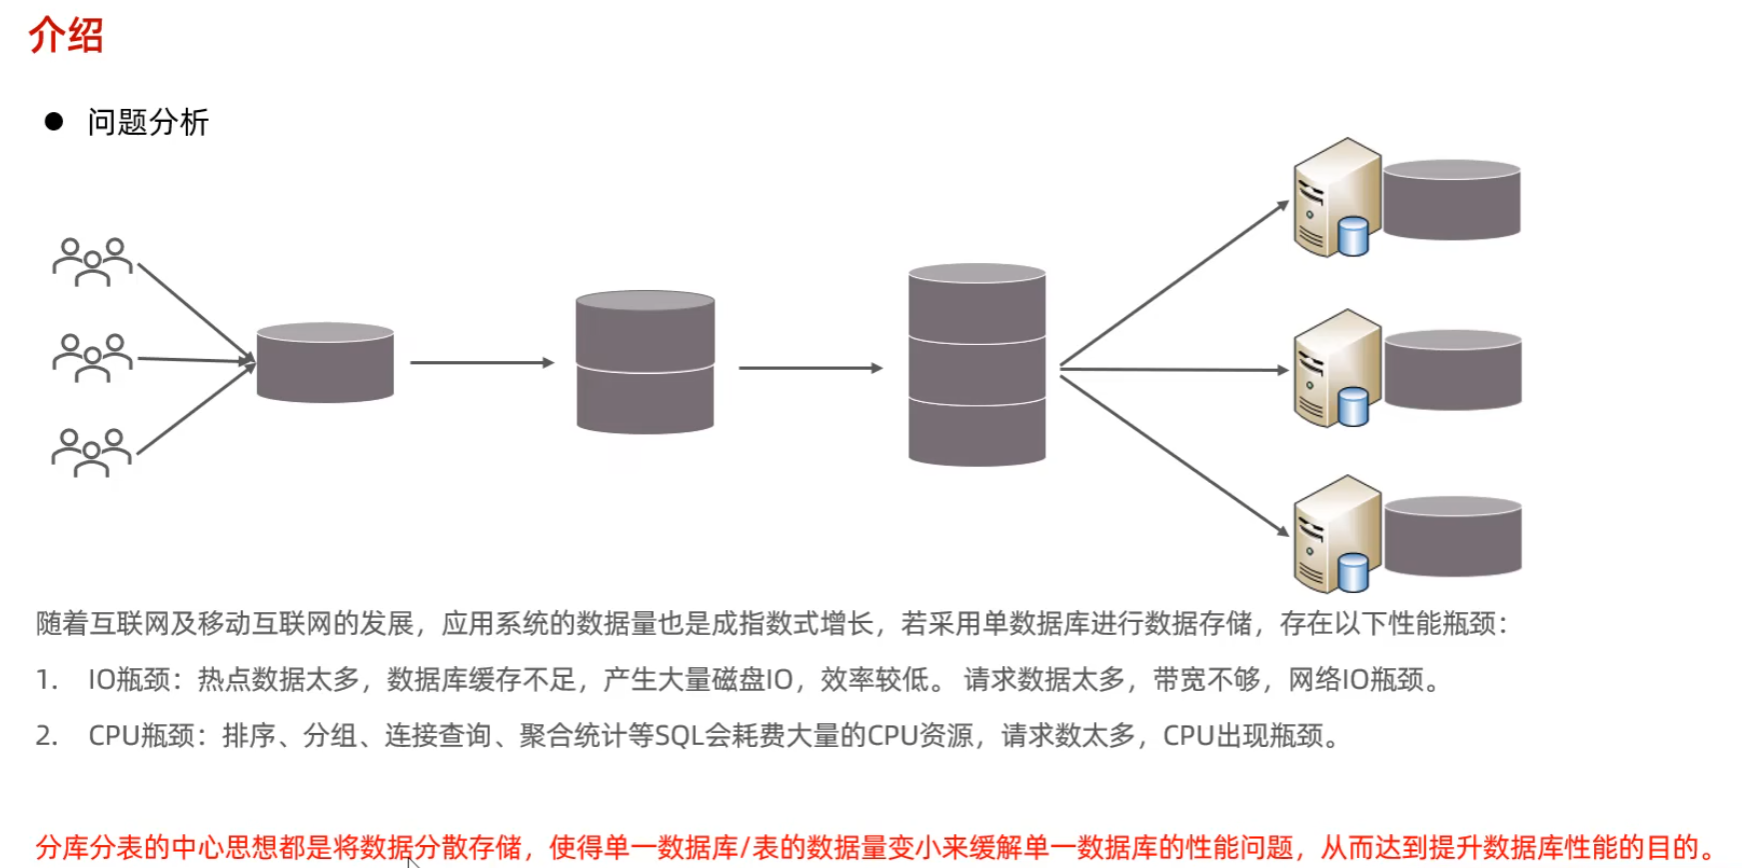 介绍
● 问题分析
随着互联网及移动互联网的发展，应用系统的数据量也是成指数式增长，若采用单数据库进行数据存储，存在以下性能瓶颈：
1. IO瓶颈：热点数据太多，数据库缓存不足，产生大量磁盘IO，效率较低。 请求数据太多，带宽不够，网络IO瓶颈。
2. CPU瓶颈：排序、分组、连接查询、聚合统计等SQL会耗费大量的CPU资源，请求数太多，CPU出现瓶颈。
分库分表的中心思想都是将数据分散存储，使得单一数据库/表的数据量变小来缓解单一数据库的性能问题，从而达到提升数据库性能的目的。